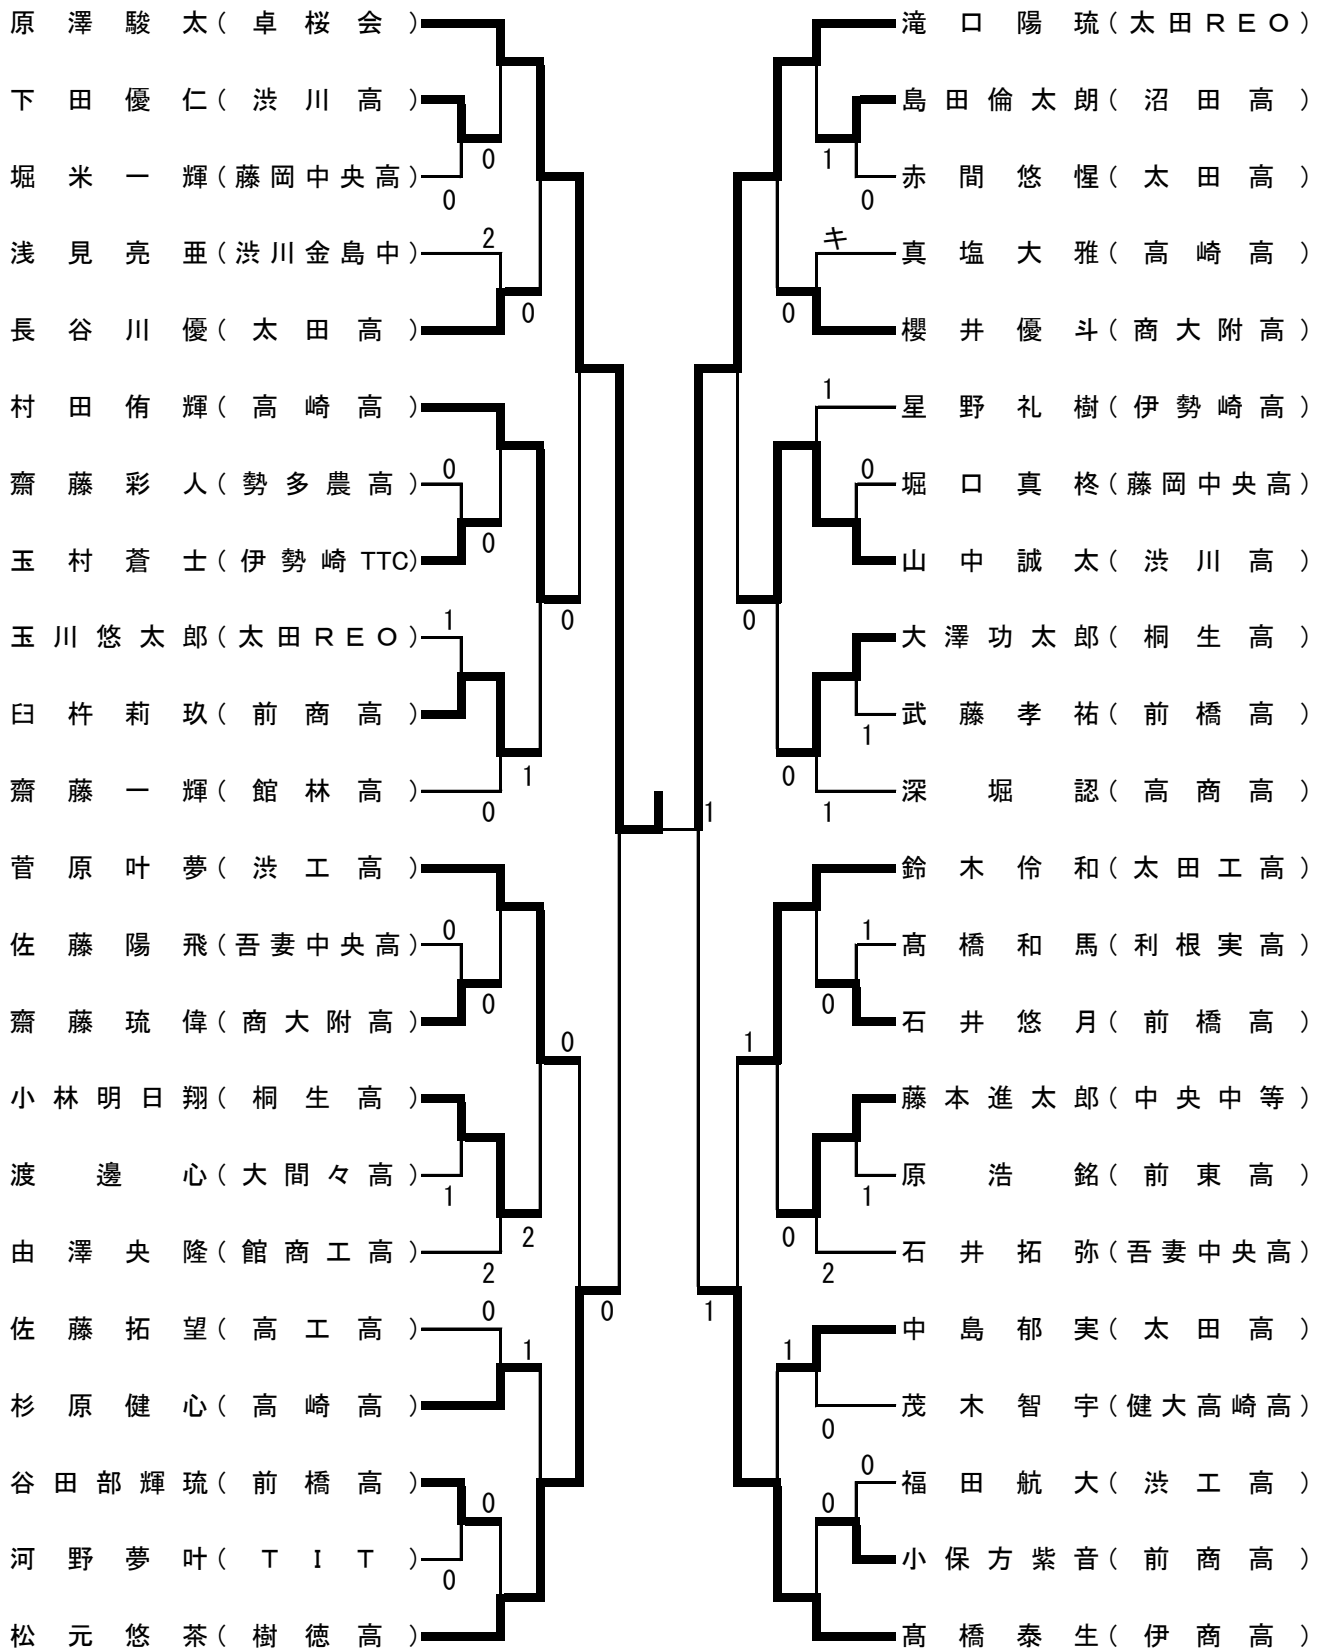 原澤駿太(卓桜会)
下田優仁(渋川高)
0
堀米一輝(藤岡中央高)
0
浅見亮亜(渋川金島中)
2
長谷川優(太田高)
0
村田侑輝(高崎高)
齋藤彩人(勢多農高)
0
玉村蒼士(伊勢崎TTC)
0
0
玉川悠太郎(太田REO)
1
臼杵莉玖(前商高)
1
齋藤一輝(館林高)
0
菅原叶夢(渋工高)
佐藤陽飛(吾妻中央高)
0
齋藤琉偉(商大附高)
0
0
小林明日翔(桐生高)
渡邊心(大間々高)
1
由澤央隆(館商工高)
2
2
佐藤拓望(高工高)
0
0
1
杉原健心(高崎高)
谷田部輝琉(前橋高)
0
河野夢叶(TIT)
0
松元悠茶(樹徳高)
滝口陽琉(太田REO)
島田倫太朗(沼田高)
1
赤間悠惺(太田高)
0
真塩大雅(高崎高)
キ
櫻井優斗(商大附高)
0
星野礼樹(伊勢崎高)
1
堀口真柊(藤岡中央高)
0
山中誠太(渋川高)
0
大澤功太郎(桐生高)
武藤孝祐(前橋高)
1
深堀認(高商高)
0
1
1
鈴木伶和(太田工高)
髙橋和馬(利根実高)
1
石井悠月(前橋高)
0
1
藤本進太郎(中央中等)
原浩銘(前東高)
1
石井拓弥(吾妻中央高)
0
2
中島郁実(太田高)
1
1
茂木智宇(健大高崎高)
0
福田航大(渋工高)
0
0
小保方紫音(前商高)
髙橋泰生(伊商高)